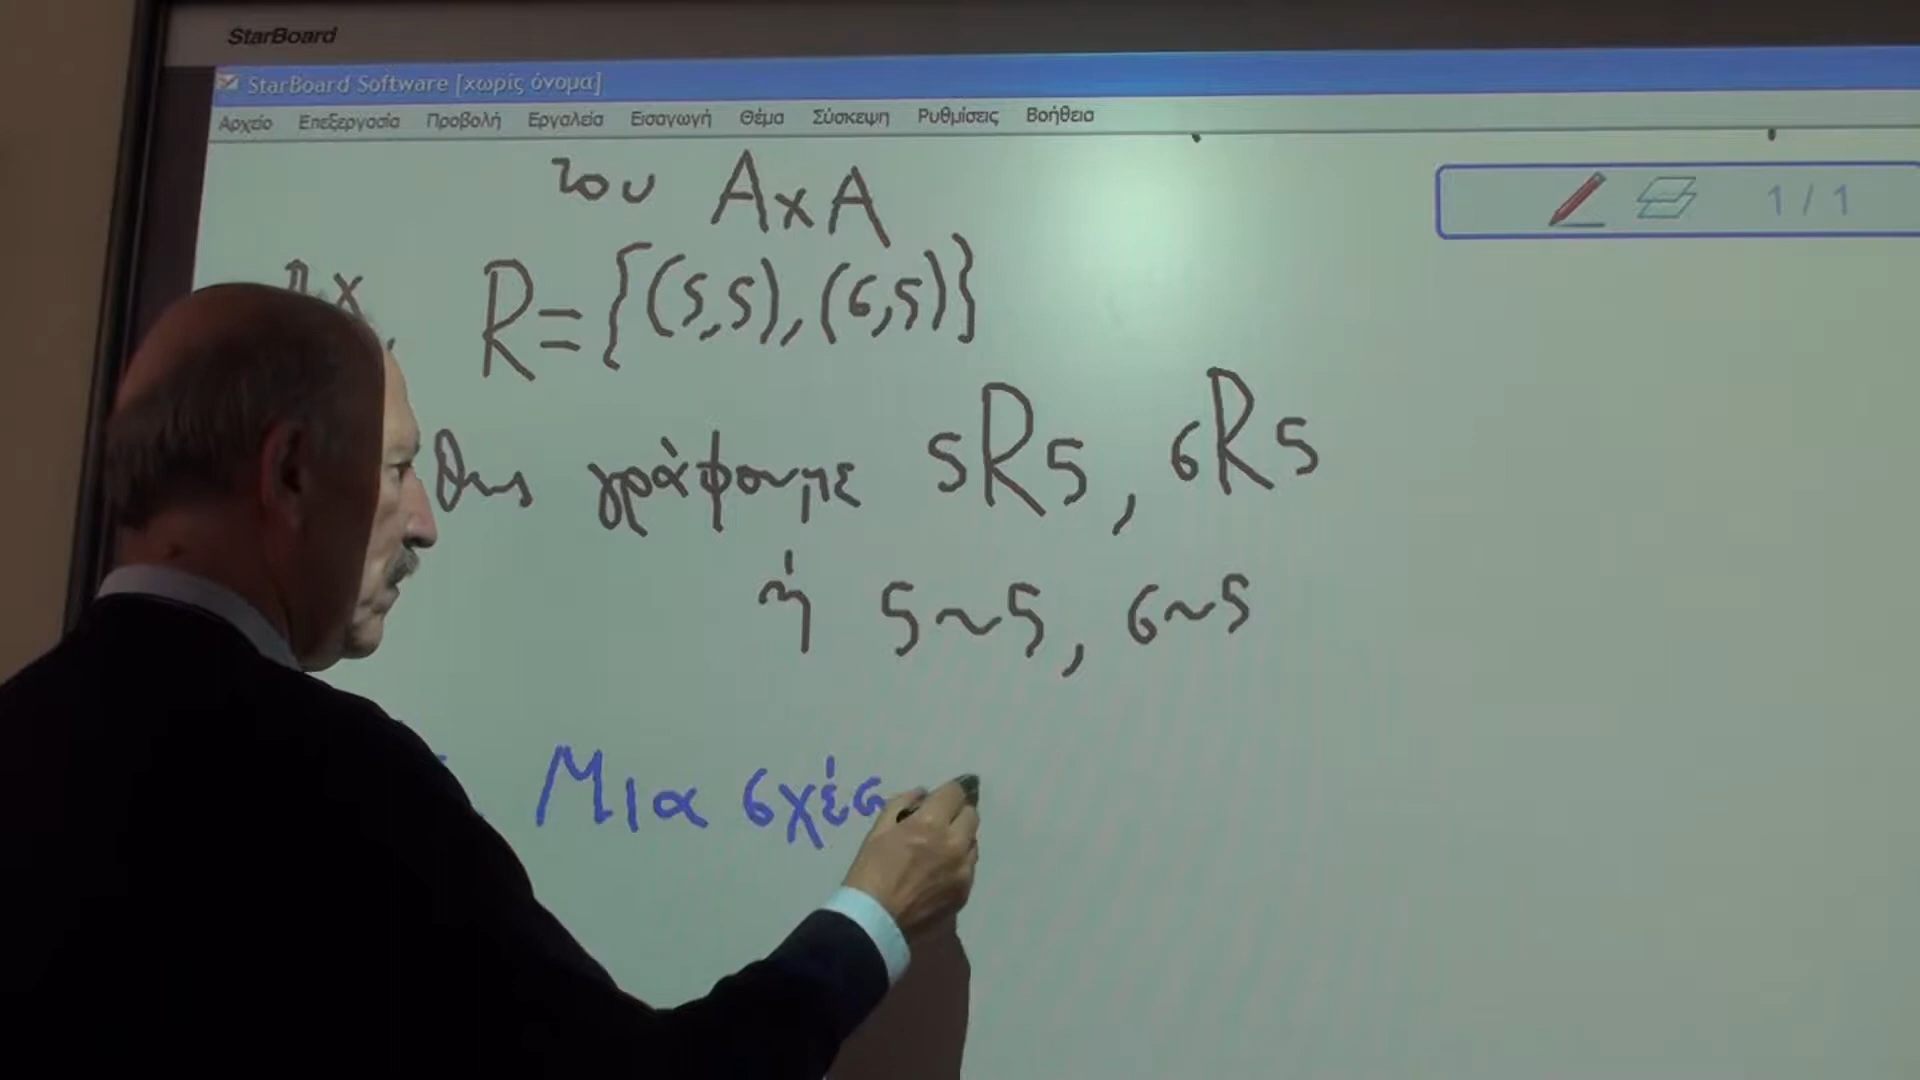 StarBoard
StarBoard Software [χωρίς όνομα]
Αρχείο Επεξεργασία Προβολή Εργαλεία Εισαγωγή Θέμα Σύσκεψη Ρυθμίσεις Βοήθεια
1 / 1
του A×A
πχ R={(5,5),(6,5)}
γράφουμε 5R5, 6R5
ή 5~5, 6~5
Μια σχέσ